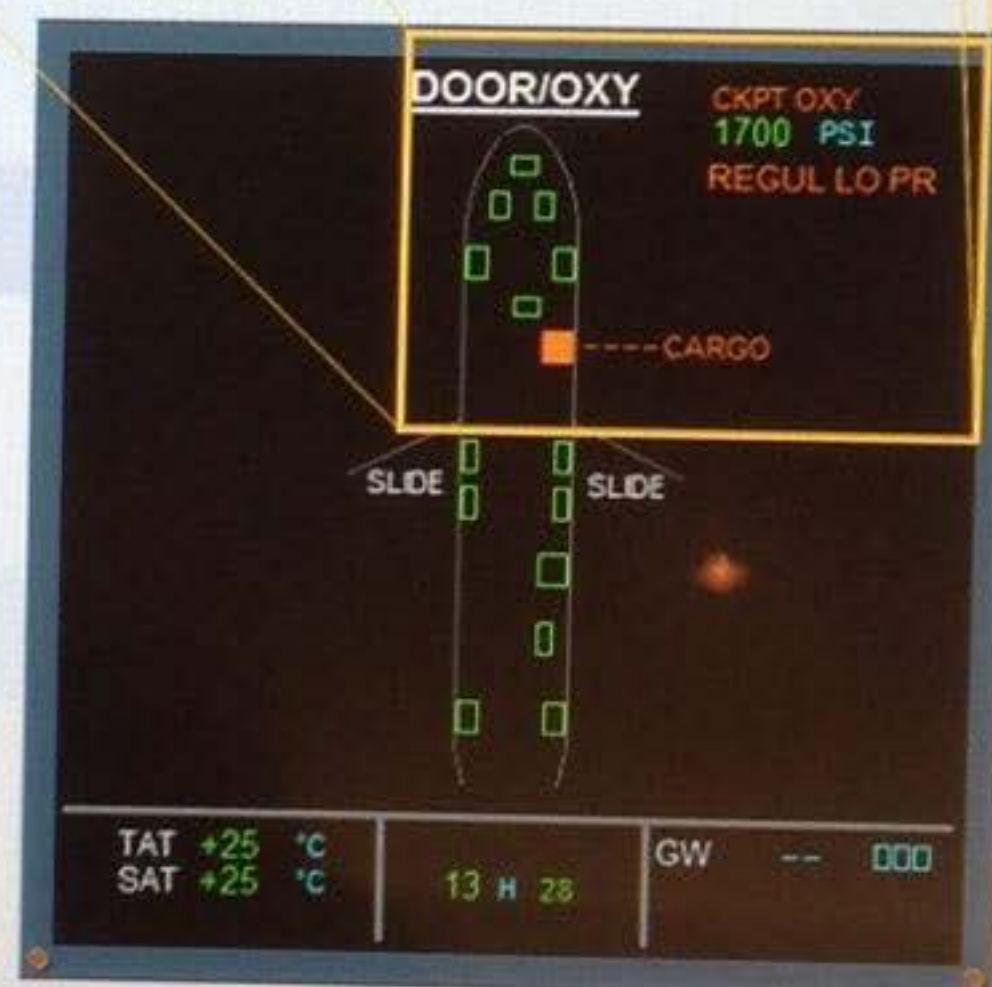 DOOR/OXY
CKPT OXY
1700 PSI
REGUL LO PR
CARGO
SLIDE SLIDE
TAT +25 °C
SAT +25 °C
13 H 28
GW --